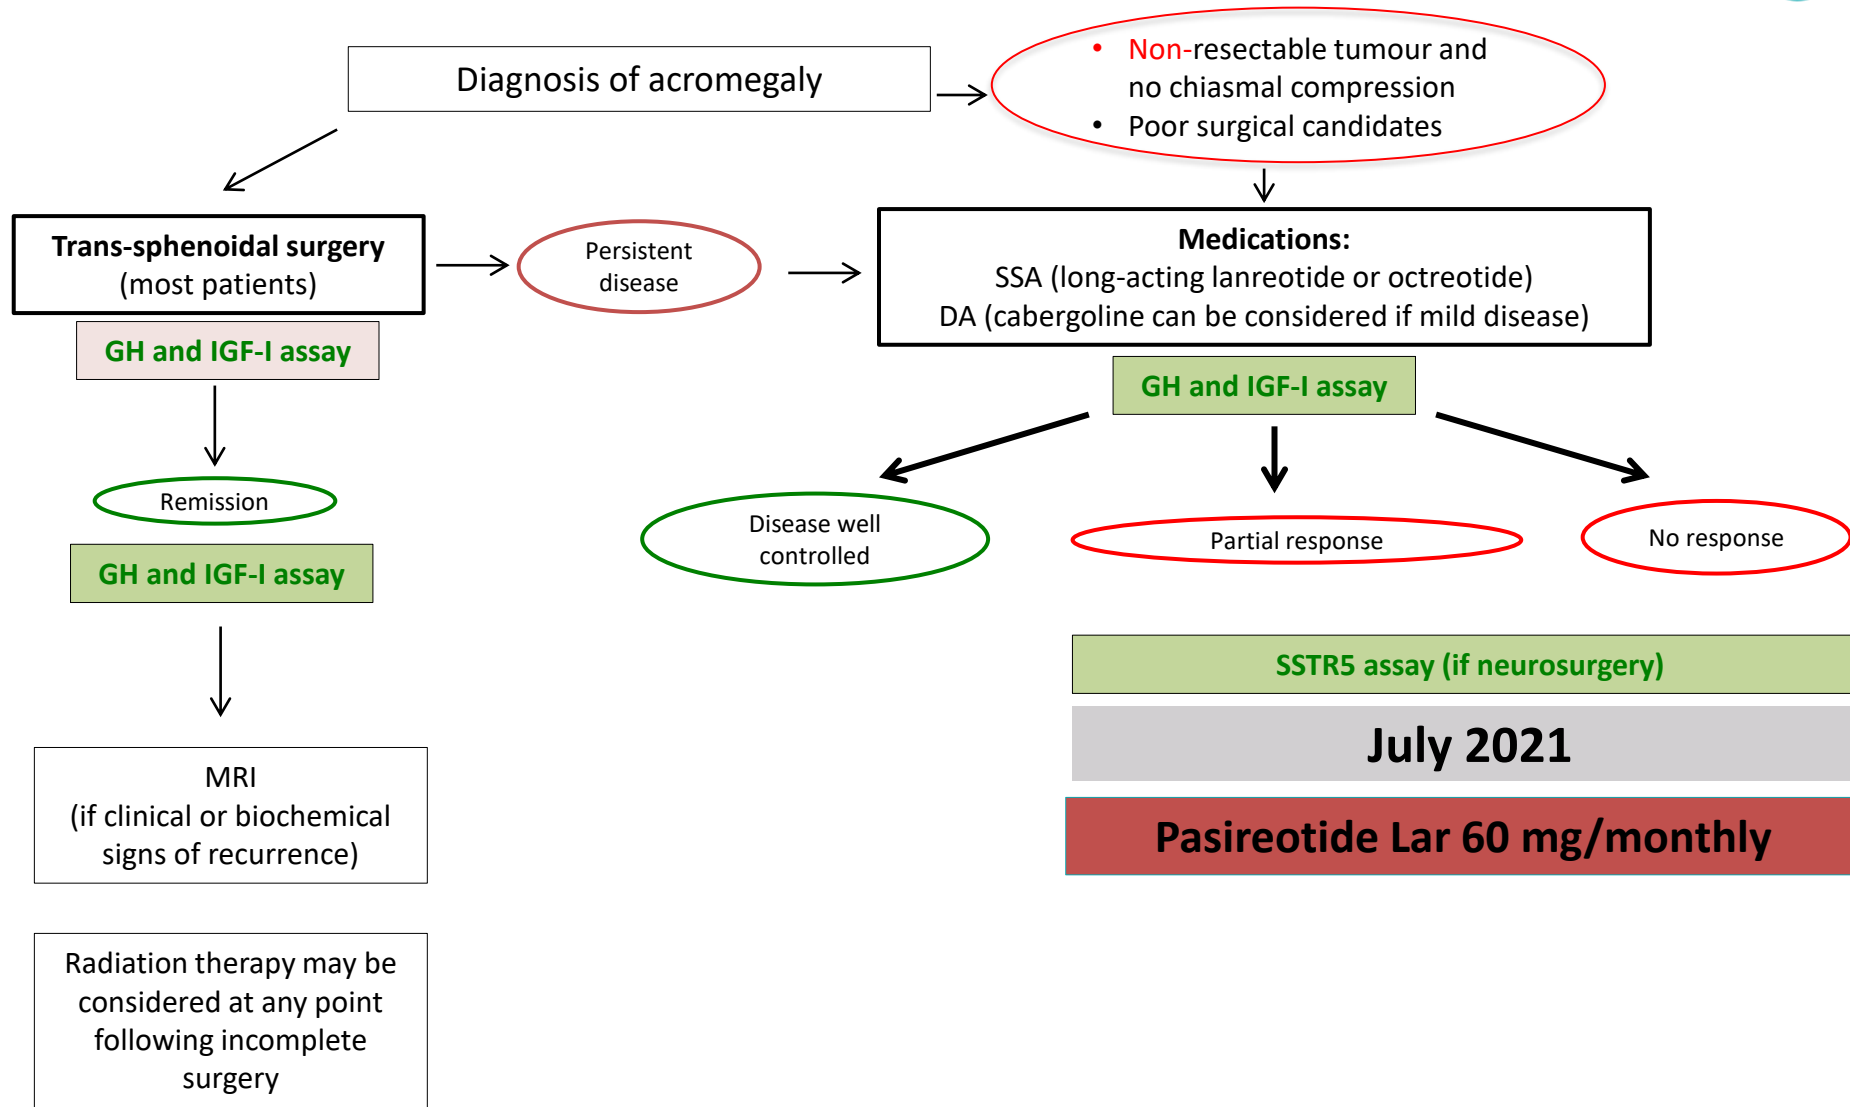 Diagnosis of acromegaly
• Non-resectable tumour and
no chiasmal compression
• Poor surgical candidates
Trans-sphenoidal surgery
(most patients)
Persistent
disease
Medications:
SSA (long-acting lanreotide or octreotide)
DA (cabergoline can be considered if mild disease)
GH and IGF-I assay
GH and IGF-I assay
Remission
Disease well
controlled
Partial response
No response
GH and IGF-I assay
SSTR5 assay (if neurosurgery)
July 2021
MRI
(if clinical or biochemical
signs of recurrence)
Pasireotide Lar 60 mg/monthly
Radiation therapy may be
considered at any point
following incomplete
surgery